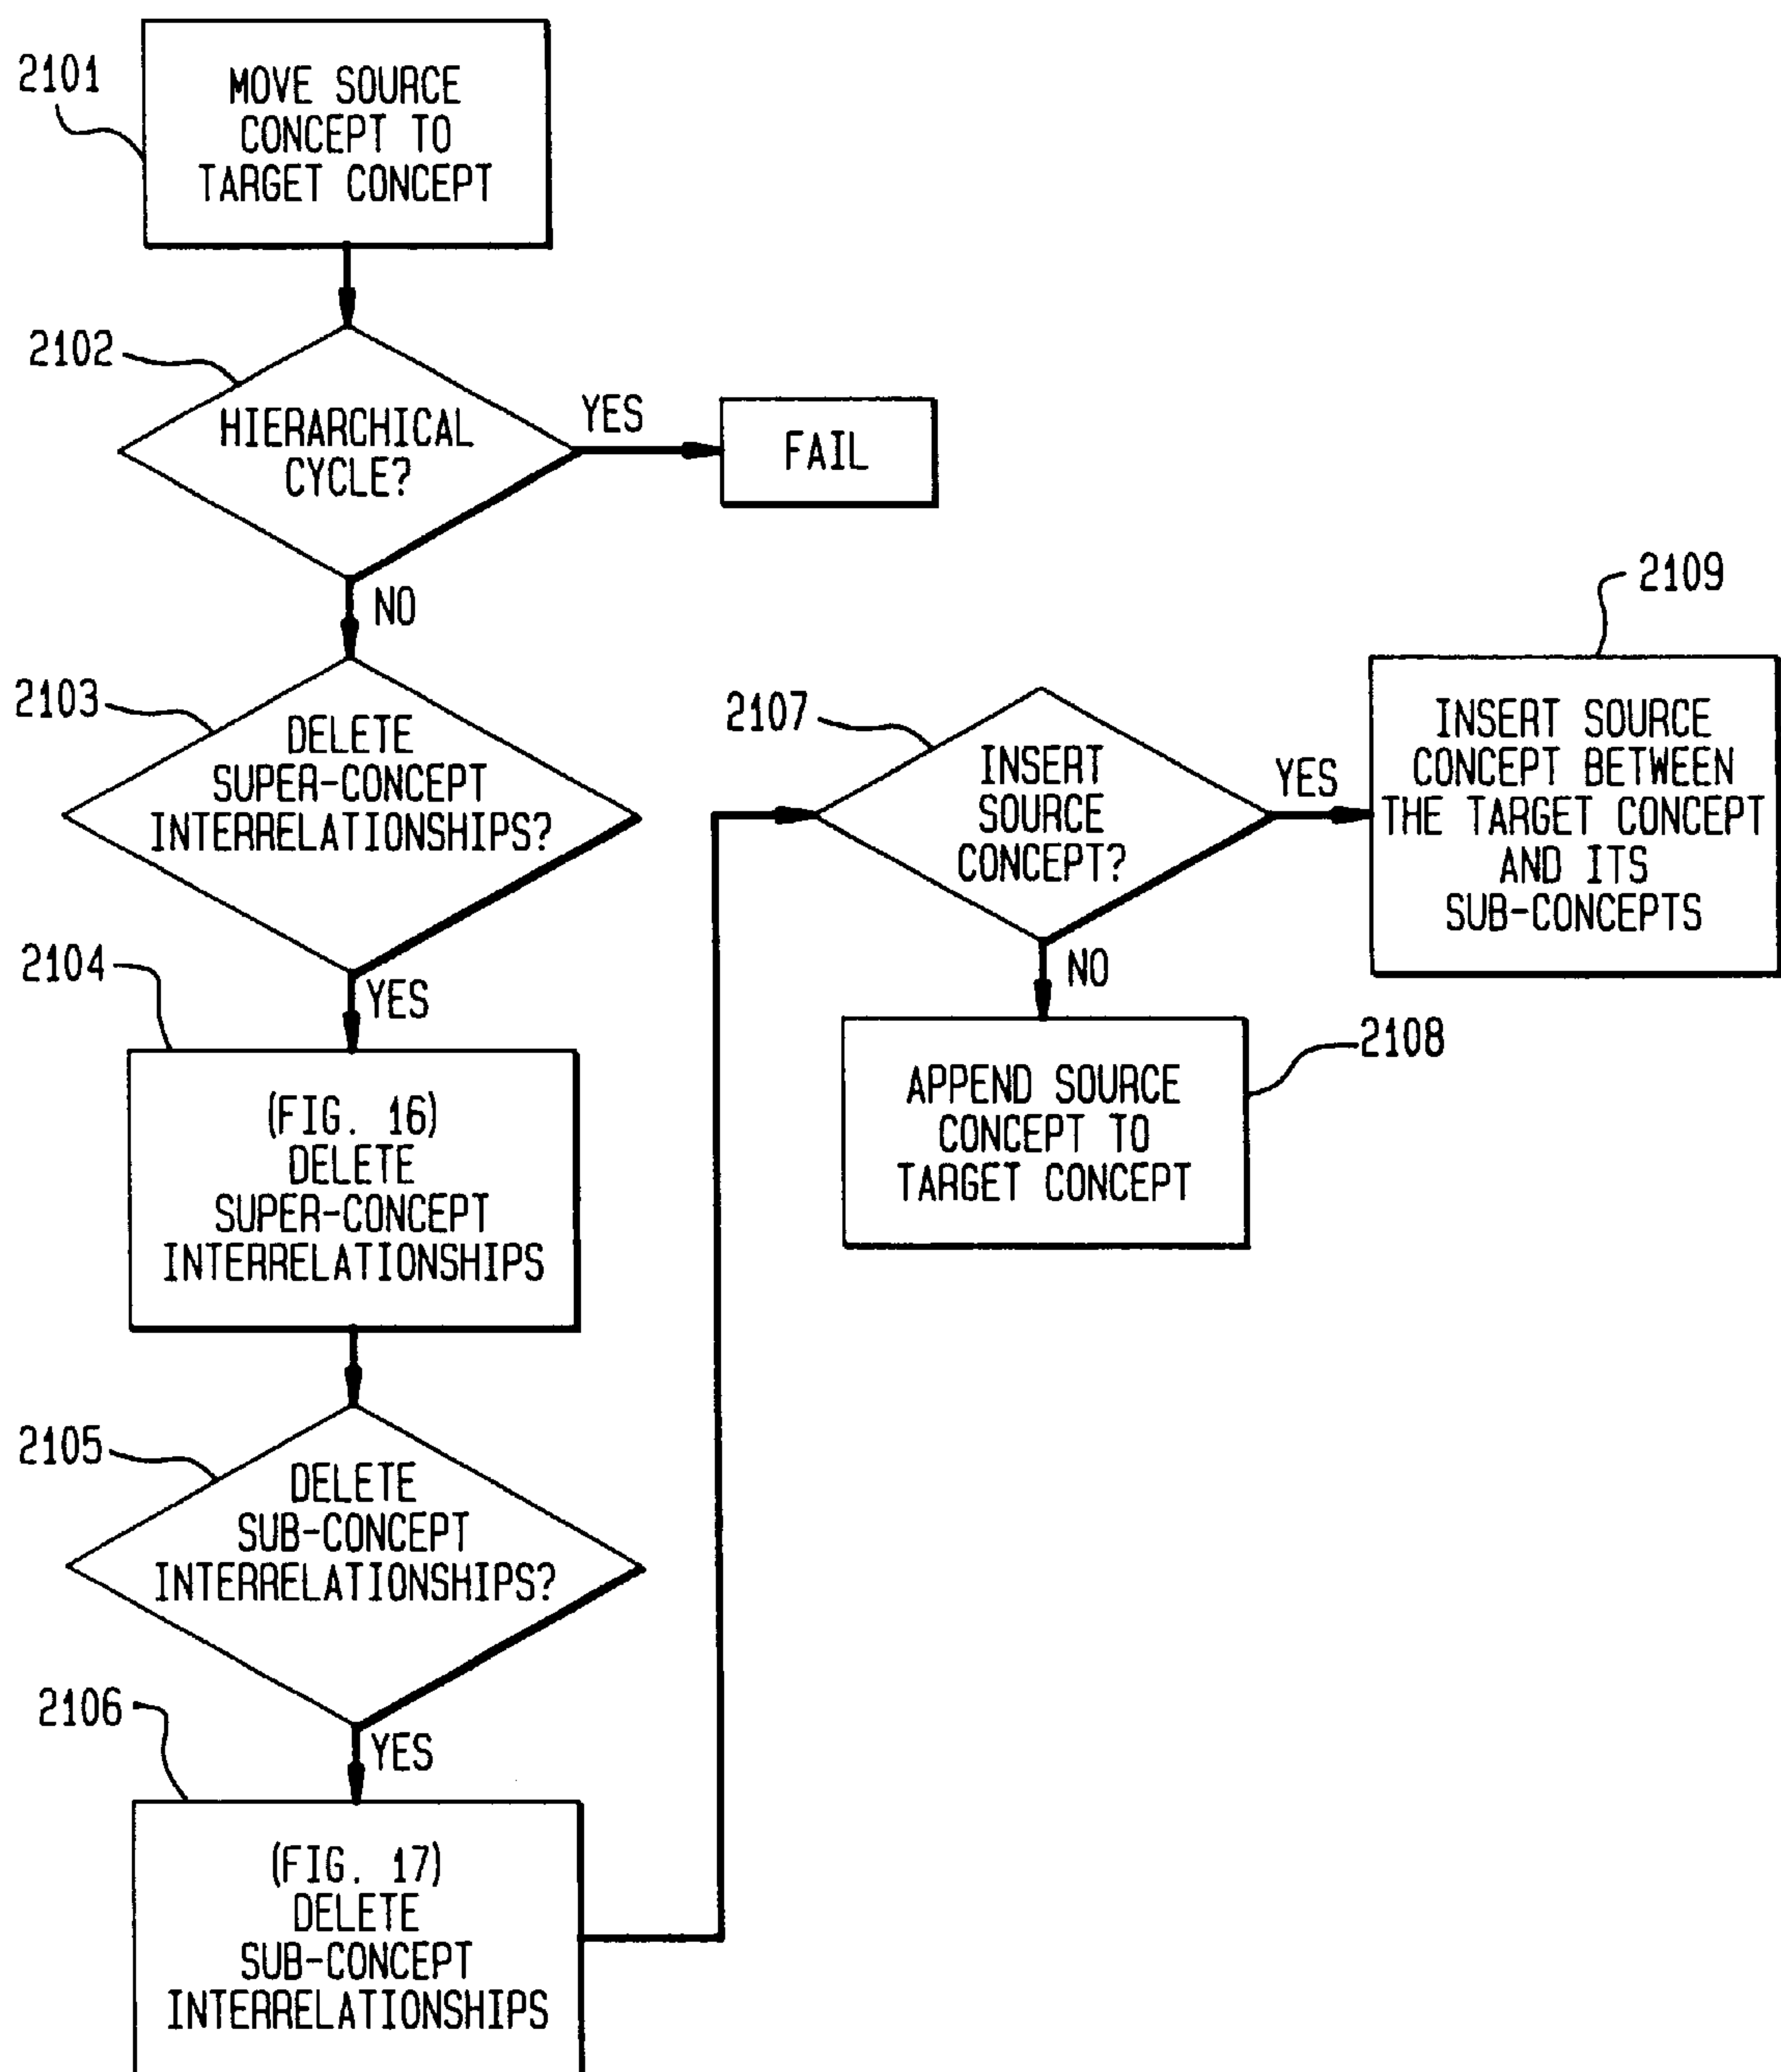 2101
MOVE SOURCE
CONCEPT TO
TARGET CONCEPT
2102
HIERARCHICAL
CYCLE?
YES
FAIL
NO
2103
DELETE
SUPER-CONCEPT
INTERRELATIONSHIPS?
YES
2104
(FIG. 16)
DELETE
SUPER-CONCEPT
INTERRELATIONSHIPS
2105
DELETE
SUB-CONCEPT
INTERRELATIONSHIPS?
YES
2106
(FIG. 17)
DELETE
SUB-CONCEPT
INTERRELATIONSHIPS
2107
INSERT
SOURCE
CONCEPT?
YES
2109
INSERT SOURCE
CONCEPT BETWEEN
THE TARGET CONCEPT
AND ITS
SUB-CONCEPTS
NO
2108
APPEND SOURCE
CONCEPT TO
TARGET CONCEPT